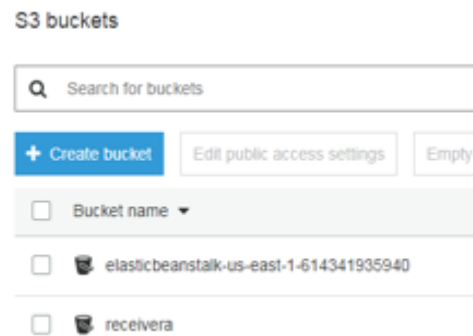 S3 buckets
Search for buckets
+ Create bucket Edit public access settings Empty
Bucket name
elasticbeanstalk-us-east-1-614341935940
receivera